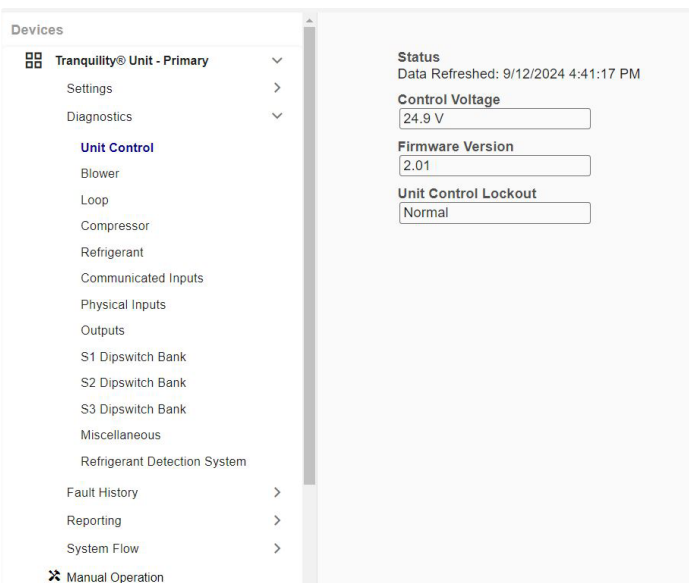 Devices
Tranquility® Unit - Primary
Settings
Diagnostics
Unit Control
Blower
Loop
Compressor
Refrigerant
Communicated Inputs
Physical Inputs
Outputs
S1 Dipswitch Bank
S2 Dipswitch Bank
S3 Dipswitch Bank
Miscellaneous
Refrigerant Detection System
Fault History
Reporting
System Flow
Manual Operation
Status
Data Refreshed: 9/12/2024 4:41:17 PM
Control Voltage
24.9 V
Firmware Version
2.01
Unit Control Lockout
Normal